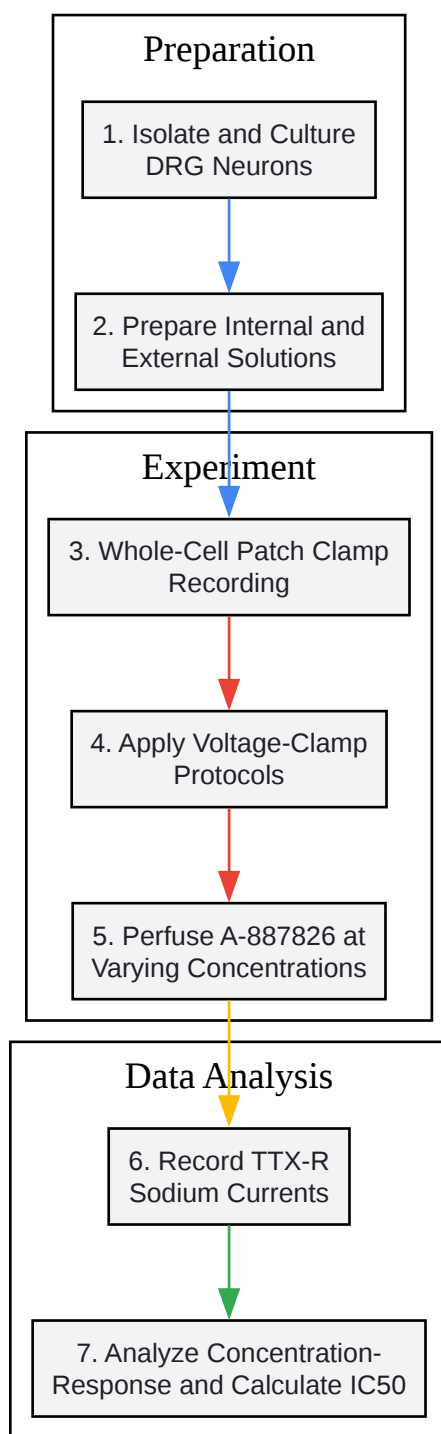 Preparation
1. Isolate and Culture
DRG Neurons
2. Prepare Internal and
External Solutions
Experiment
3. Whole-Cell Patch Clamp
Recording
4. Apply Voltage-Clamp
Protocols
5. Perfuse A-887826 at
Varying Concentrations
Data Analysis
6. Record TTX-R
Sodium Currents
7. Analyze Concentration-
Response and Calculate IC50